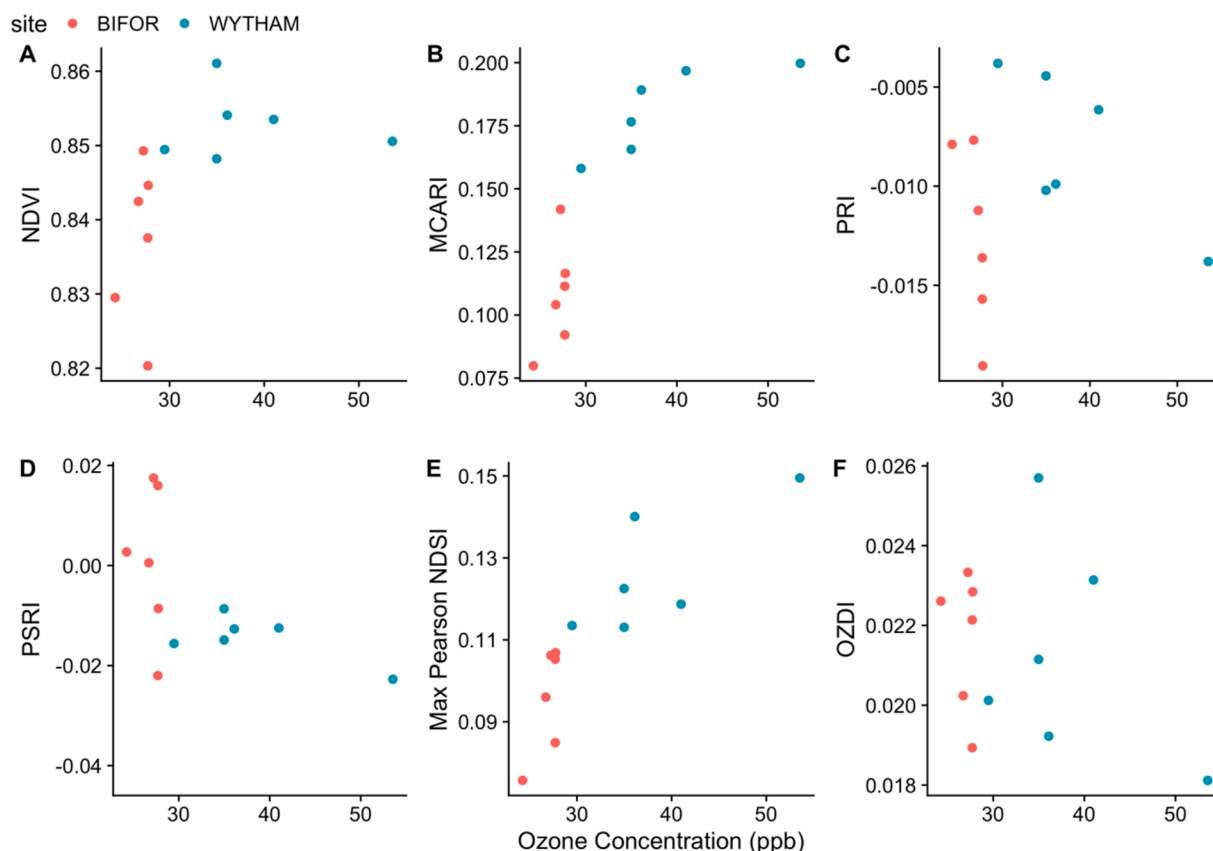 site BIFOR WYTHAM
A
NDVI
0.86
0.85
0.84
0.83
0.82
30 40 50
B
MCARI
0.200
0.175
0.150
0.125
0.100
0.075
30 40 50
C
PRI
-0.005
-0.010
-0.015
30 40 50
D
PSRI
0.02
0.00
-0.02
-0.04
30 40 50
E
Max Pearson NDSI
0.15
0.13
0.11
0.09
30 40 50
F
OZDI
0.026
0.024
0.022
0.020
0.018
30 40 50
Ozone Concentration (ppb)